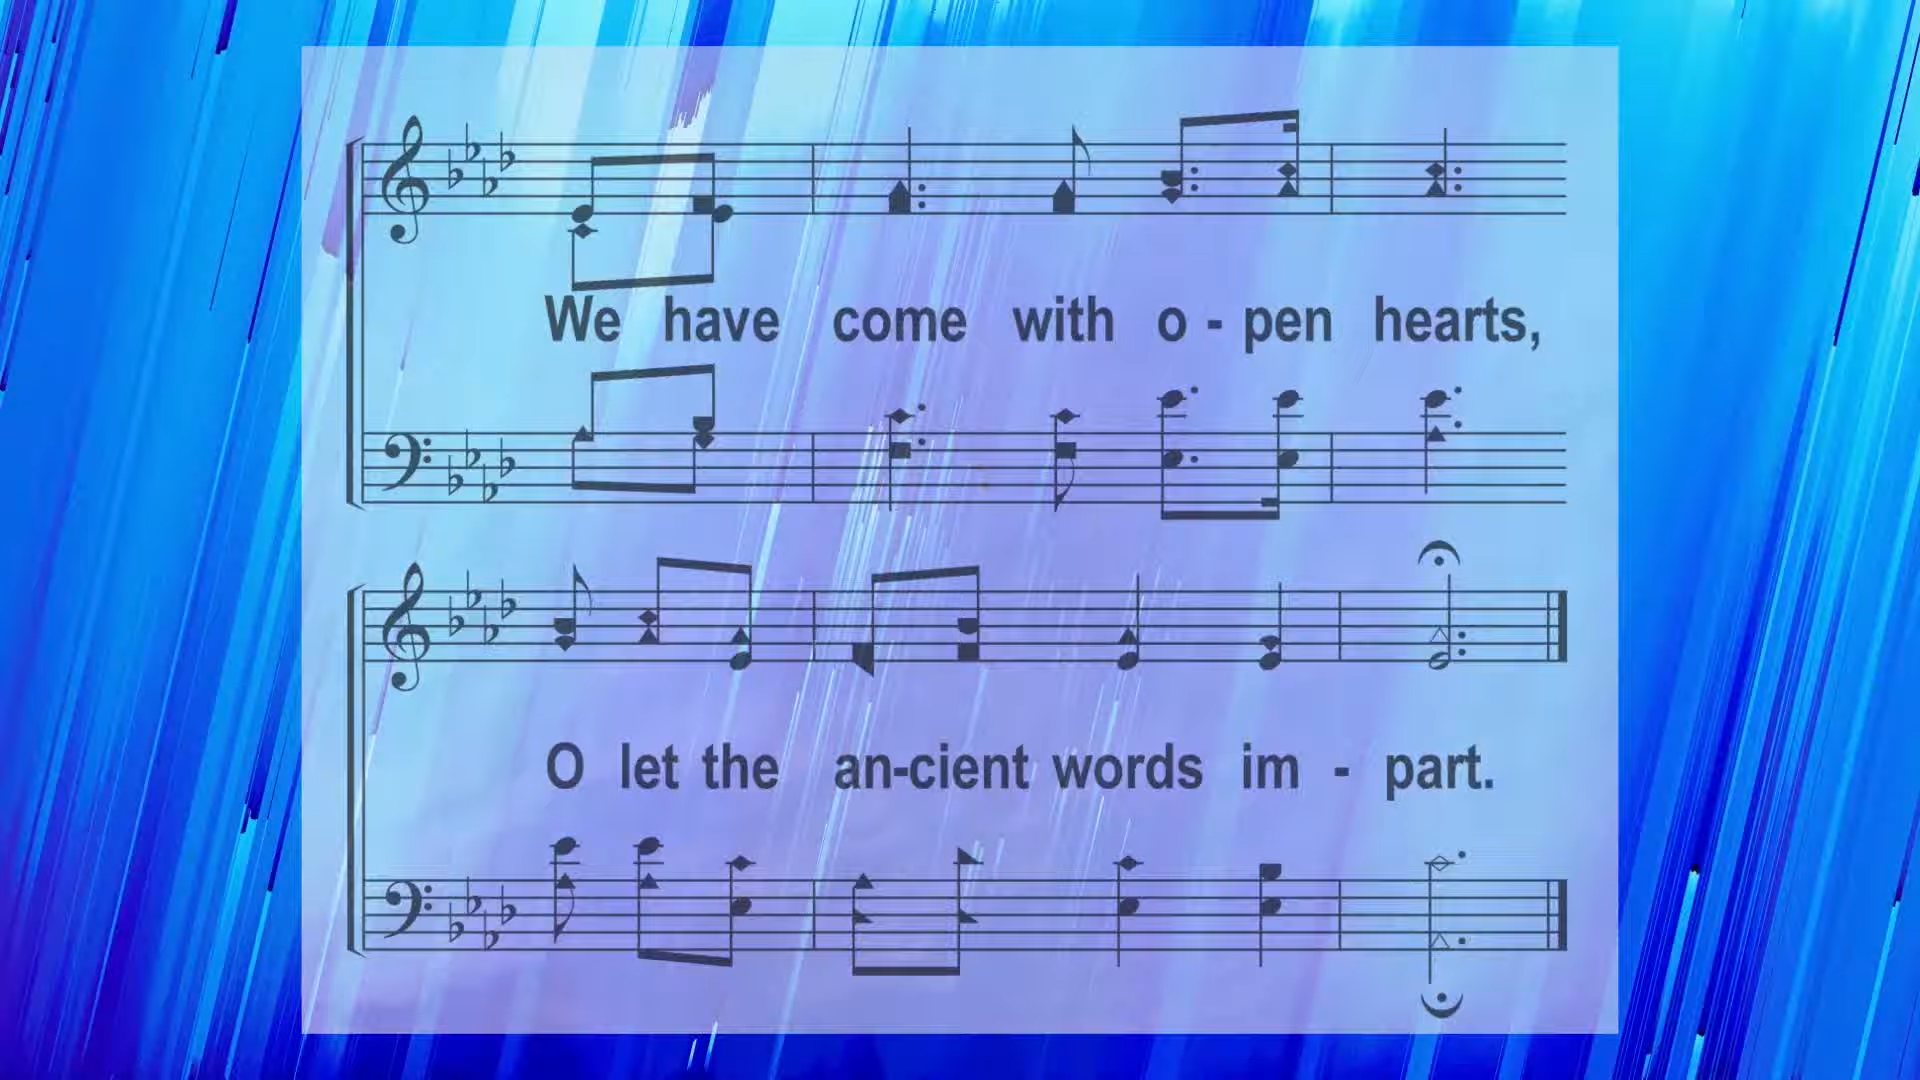 We have come with o - pen hearts,
O let the an-cient words im - part.